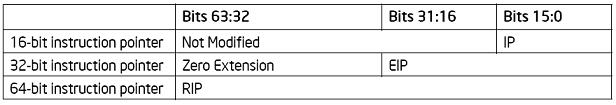 Bits 63:32 Bits 31:16 Bits 15:0
16-bit instruction pointer Not Modified IP
32-bit instruction pointer Zero Extension EIP
64-bit instruction pointer RIP